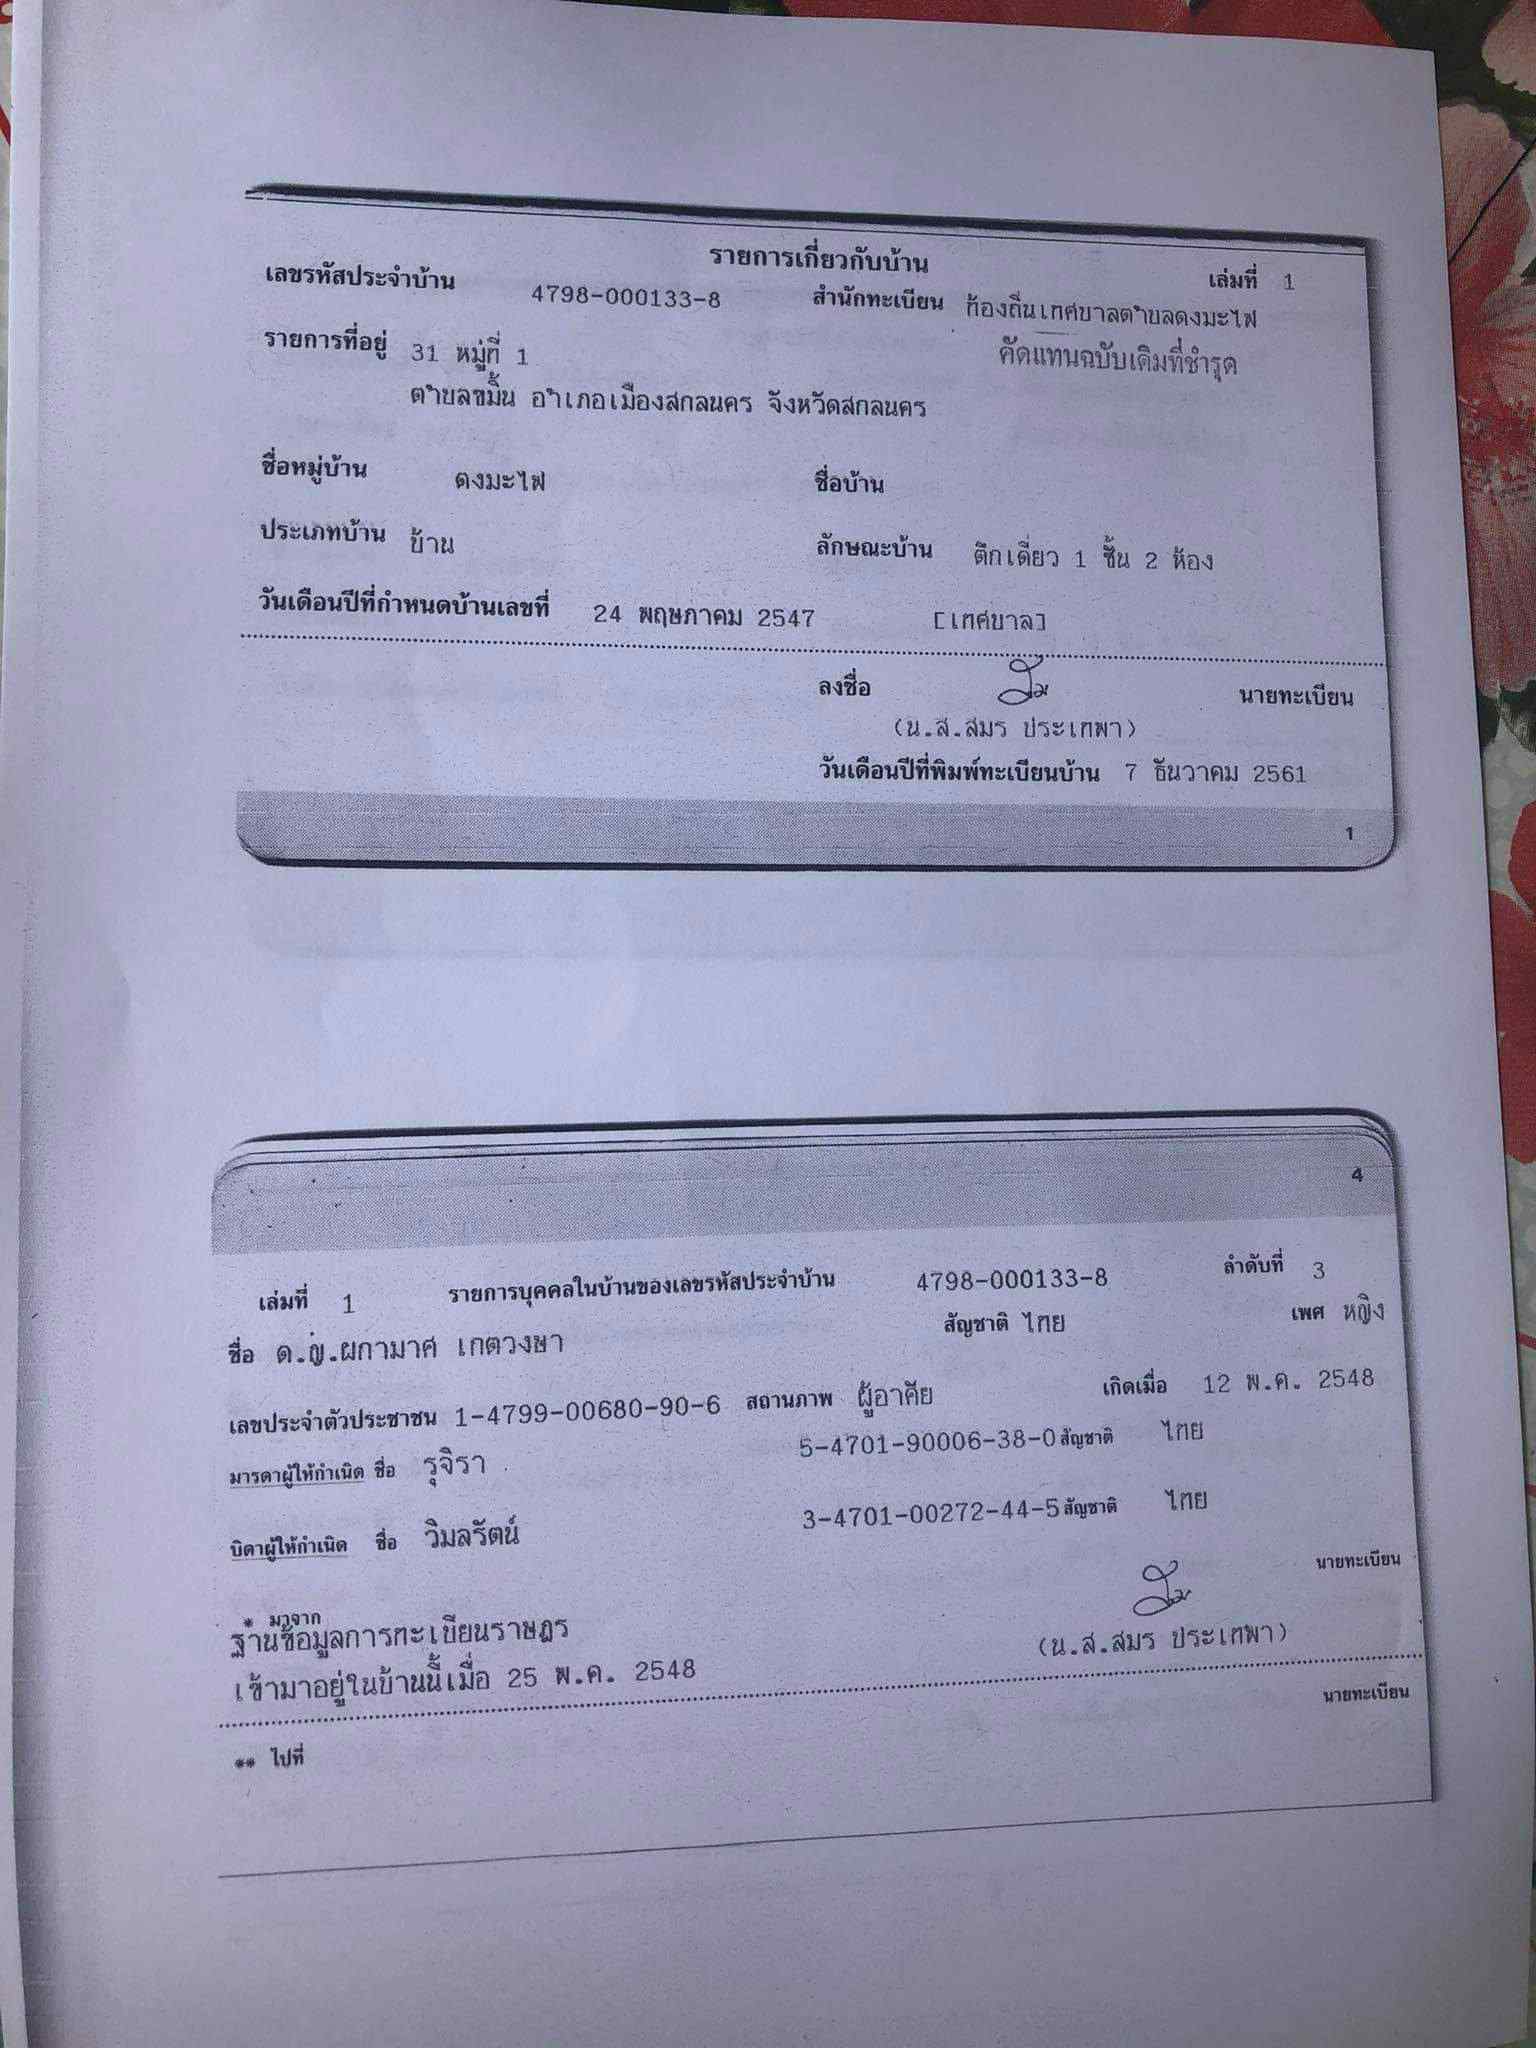 รายการเกี่ยวกับบ้าน เล่มที่ 1
เลขรหัสประจำบ้าน 4798-000133-8 สำนักทะเบียน ท้องถิ่นเทศบาลตำบลดงมะไฟ
รายการที่อยู่ 31 หมู่ที่ 1 คัดแทนฉบับเดิมที่ชำรุด
ตำบลขมิ้น อำเภอเมืองสกลนคร จังหวัดสกลนคร
ชื่อหมู่บ้าน ดงมะไฟ ชื่อบ้าน
ประเภทบ้าน บ้าน ลักษณะบ้าน ตึกเดี่ยว 1 ชั้น 2 ห้อง
วันเดือนปีที่กำหนดบ้านเลขที่ 24 พฤษภาคม 2547 [เทศบาล]
ลงชื่อ นายทะเบียน
(น.ส.สมร ประเทพา)
วันเดือนปีที่พิมพ์ทะเบียนบ้าน 7 ธันวาคม 2561
1
4
เล่มที่ 1 รายการบุคคลในบ้านของเลขรหัสประจำบ้าน 4798-000133-8 ลำดับที่ 3
ชื่อ ด.ญ.ผกามาศ เกตวงษา สัญชาติ ไทย เพศ หญิง
เลขประจำตัวประชาชน 1-4799-00680-90-6 สถานภาพ ผู้อาศัย เกิดเมื่อ 12 พ.ค. 2548
มารดาผู้ให้กำเนิด ชื่อ รุจิรา 5-4701-90006-38-0 สัญชาติ ไทย
บิดาผู้ให้กำเนิด ชื่อ วิมลรัตน์ 3-4701-00272-44-5 สัญชาติ ไทย
* มาจาก นายทะเบียน
ฐานข้อมูลการทะเบียนราษฎร
เข้ามาอยู่ในบ้านนี้เมื่อ 25 พ.ค. 2548 (น.ส.สมร ประเทพา)
** ไปที่ นายทะเบียน